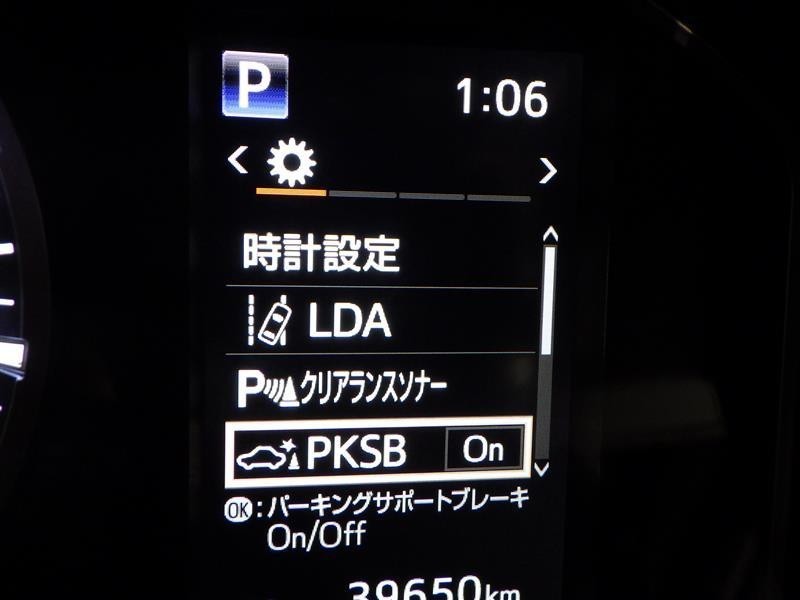 P
1:06
時計設定
LDA
Pクリアランスソナー
PKSB On
OK:パーキングサポートブレーキ
On/Off
39650km